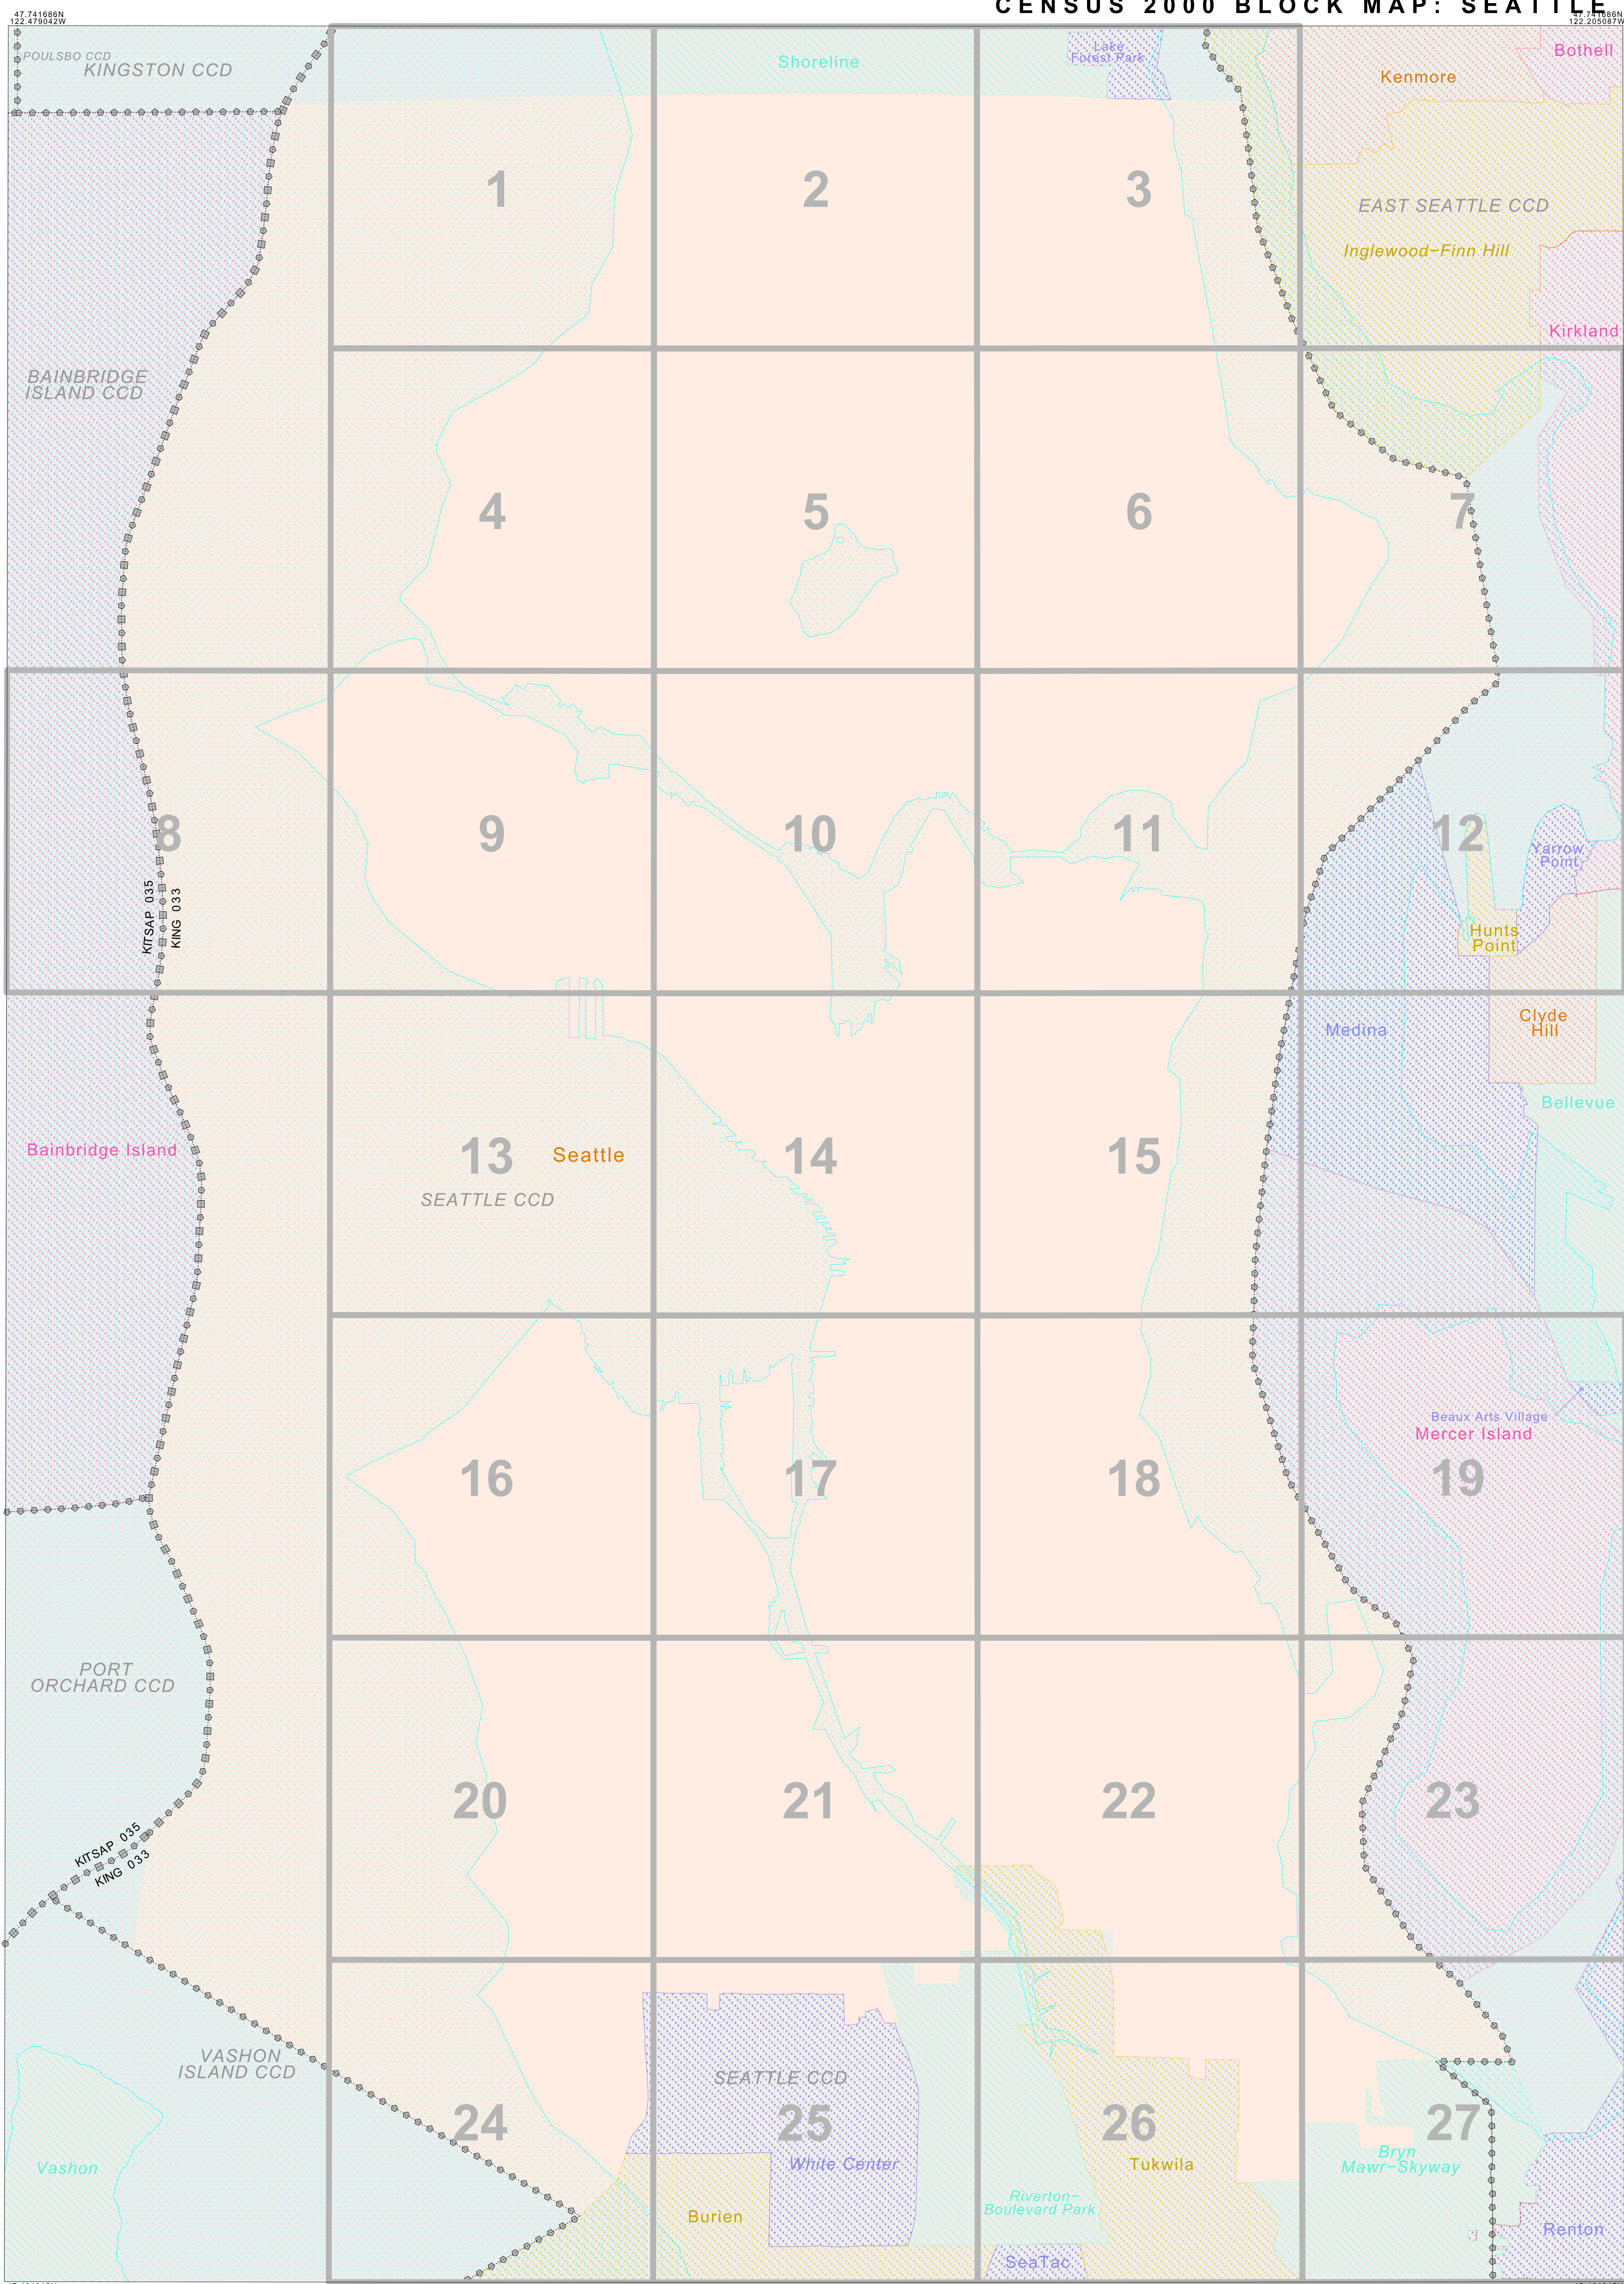 CENSUS 2000 BLOCK MAP: SEATTLE
47.741686N
122.479042W
47.741686N
122.205087W
POULSBO CCD
KINGSTON CCD
Shoreline
Lake
Forest Park
Kenmore
Bothell
1
2
3
EAST SEATTLE CCD
Inglewood-Finn Hill
Kirkland
BAINBRIDGE
ISLAND CCD
4
5
6
7
8
9
10
11
12
Yarrow
Point
KITSAP 035
KING 033
Hunts
Point
Medina
Clyde
Hill
Bellevue
Bainbridge Island
13
Seattle
14
15
SEATTLE CCD
Beaux Arts Village
Mercer Island
16
17
18
19
PORT
ORCHARD CCD
20
21
22
23
KITSAP 035
KING 033
VASHON
ISLAND CCD
SEATTLE CCD
24
25
26
27
Vashon
White Center
Tukwila
Bryn
Mawr-Skyway
Riverton-
Boulevard Park
Burien
SeaTac
Renton